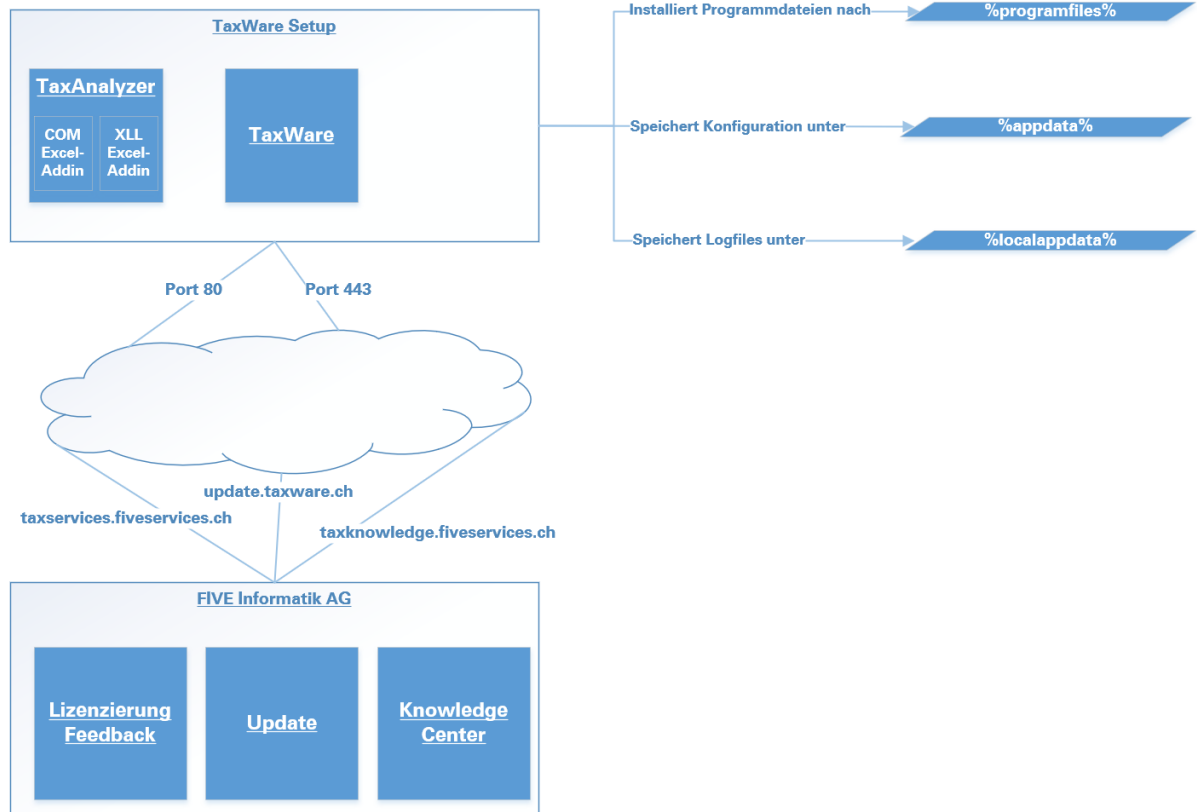 TaxWare Setup
TaxAnalyzer
COM
Excel-
Addin
XLL
Excel-
Addin
TaxWare
Installiert Programmdateien nach
%programfiles%
Speichert Konfiguration unter
%appdata%
Speichert Logfiles unter
%localappdata%
Port 80
Port 443
taxservices.fiveservices.ch
update.taxware.ch
taxknowledge.fiveservices.ch
FIVE Informatik AG
Lizenzierung
Feedback
Update
Knowledge
Center